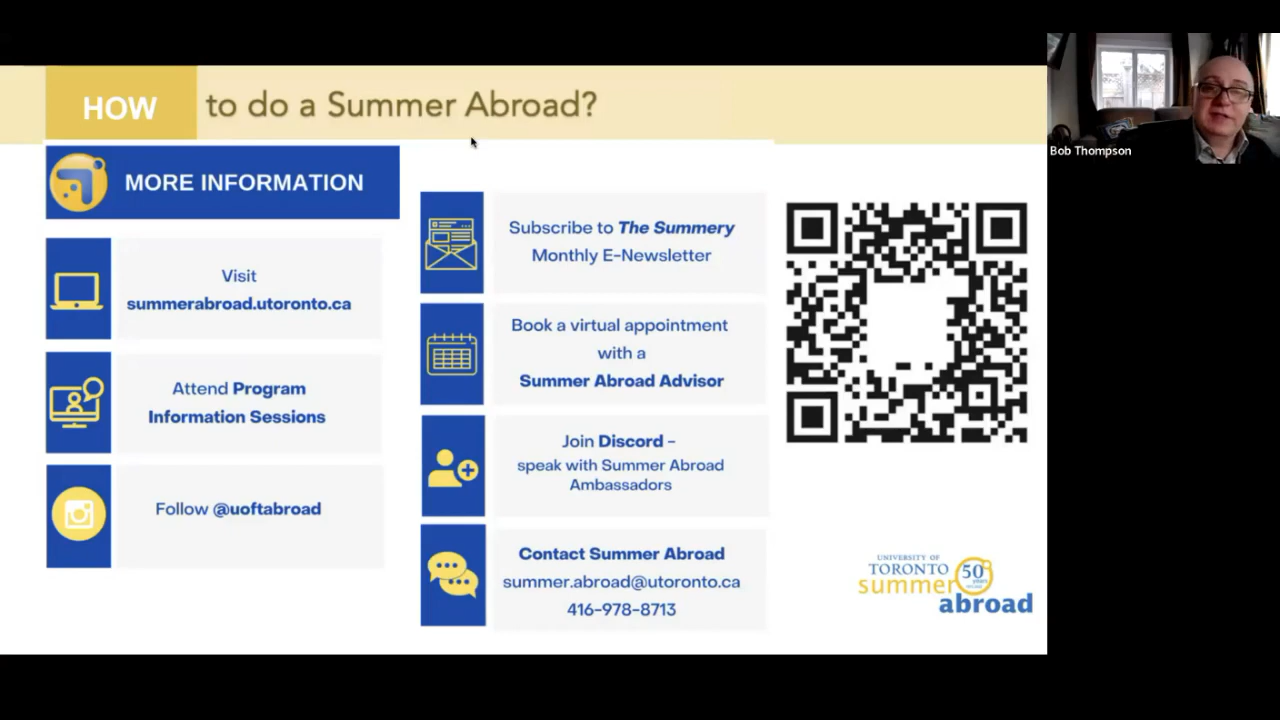 HOW to do a Summer Abroad?
MORE INFORMATION
Visit
summerabroad.utoronto.ca
Attend Program
Information Sessions
Follow @uoftabroad
Subscribe to The Summery
Monthly E-Newsletter
Book a virtual appointment
with a
Summer Abroad Advisor
Join Discord –
speak with Summer Abroad
Ambassadors
Contact Summer Abroad
summer.abroad@utoronto.ca
416-978-8713
UNIVERSITY OF
TORONTO
summer
abroad
50
years
Bob Thompson